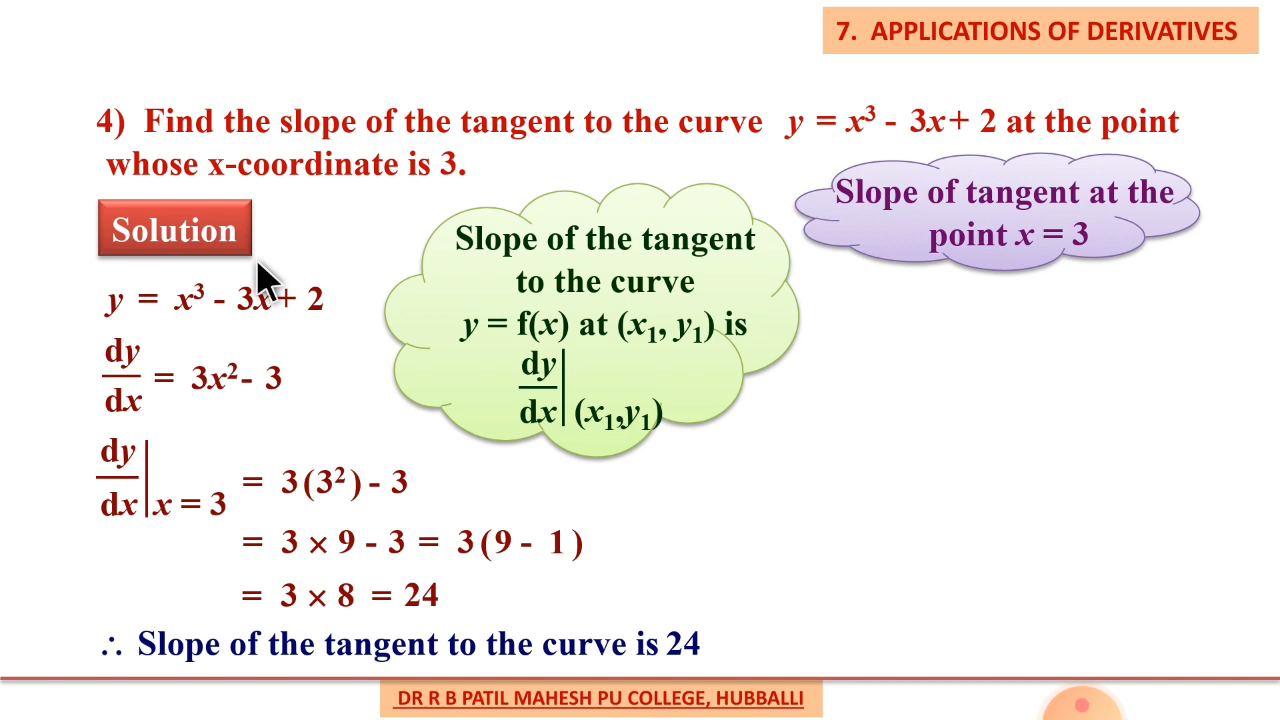 7. APPLICATIONS OF DERIVATIVES
4) Find the slope of the tangent to the curve y = x³ - 3x + 2 at the point
whose x-coordinate is 3.
Slope of tangent at the
point x = 3
Solution
Slope of the tangent
to the curve
y = f(x) at (x₁, y₁) is
dy
dx (x₁,y₁)
y = x³ - 3x + 2
dy
dx = 3x² - 3
dy
dx x = 3 = 3(3²) - 3
= 3 × 9 - 3 = 3(9 - 1)
= 3 × 8 = 24
∴ Slope of the tangent to the curve is 24
DR R B PATIL MAHESH PU COLLEGE, HUBBALLI